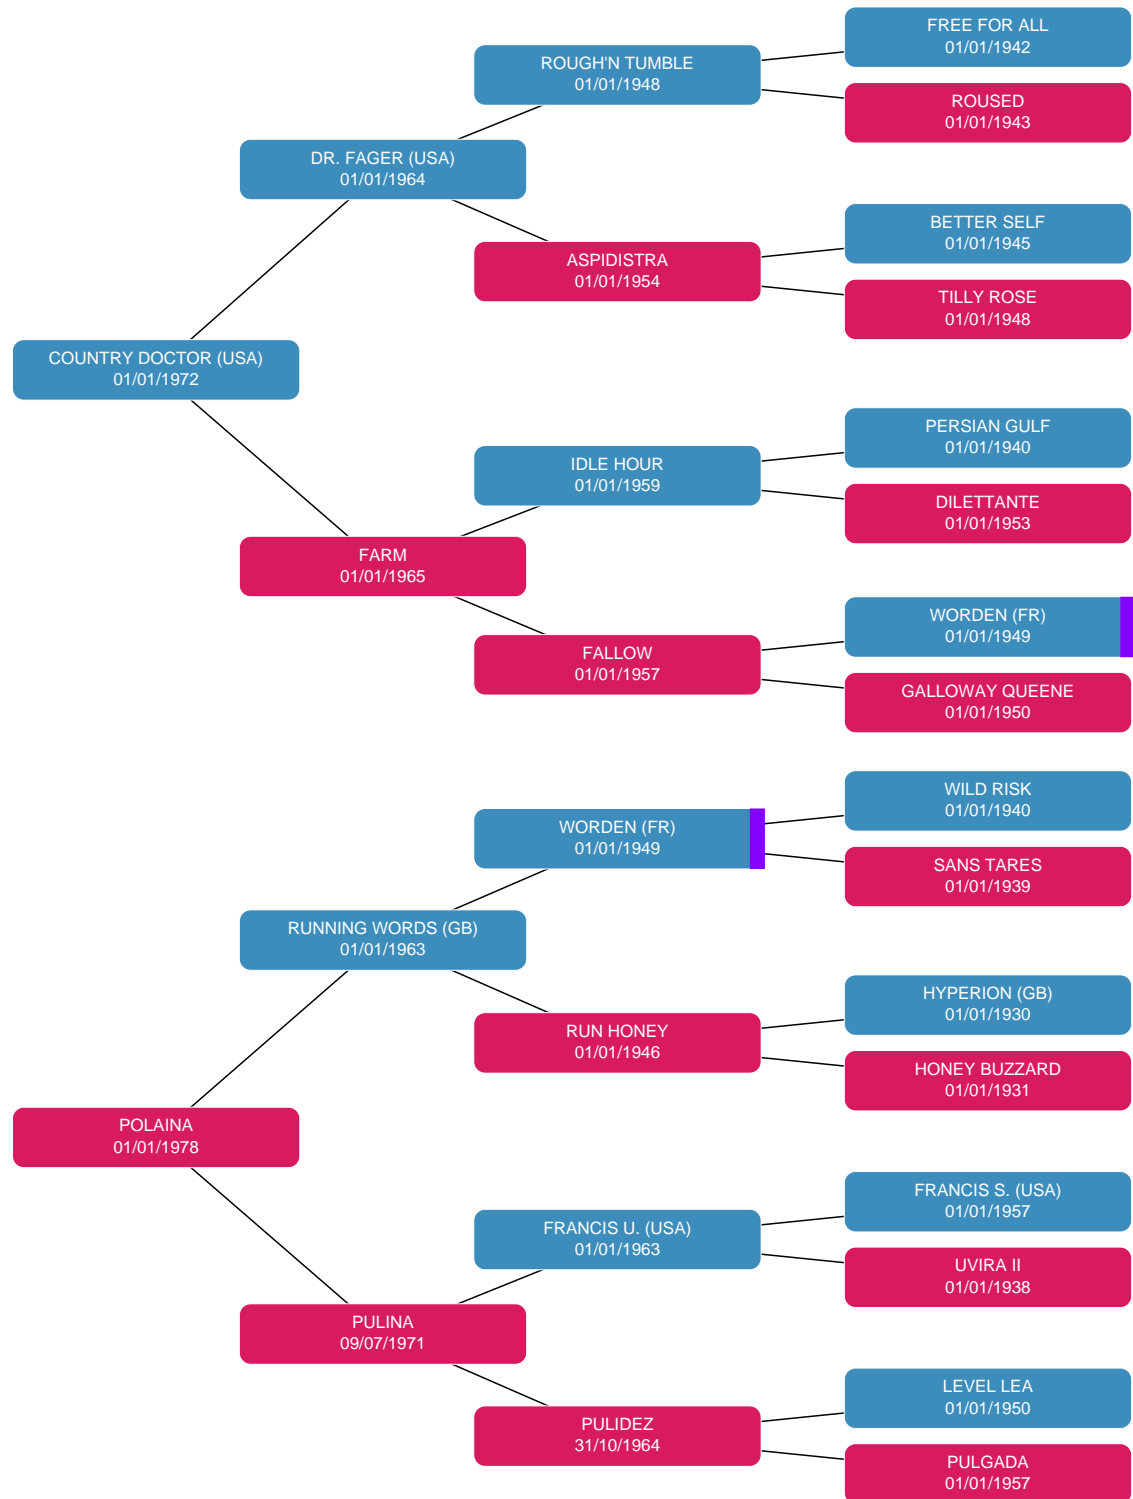 FREE FOR ALL
01/01/1942
ROUGH'N TUMBLE
01/01/1948
ROUSED
01/01/1943
DR. FAGER (USA)
01/01/1964
BETTER SELF
01/01/1945
ASPIDISTRA
01/01/1954
TILLY ROSE
01/01/1948
COUNTRY DOCTOR (USA)
01/01/1972
PERSIAN GULF
01/01/1940
IDLE HOUR
01/01/1959
DILETTANTE
01/01/1953
FARM
01/01/1965
WORDEN (FR)
01/01/1949
FALLOW
01/01/1957
GALLOWAY QUEENE
01/01/1950
WILD RISK
01/01/1940
WORDEN (FR)
01/01/1949
SANS TARES
01/01/1939
RUNNING WORDS (GB)
01/01/1963
HYPERION (GB)
01/01/1930
RUN HONEY
01/01/1946
HONEY BUZZARD
01/01/1931
POLAINA
01/01/1978
FRANCIS S. (USA)
01/01/1957
FRANCIS U. (USA)
01/01/1963
UVIRA II
01/01/1938
PULINA
09/07/1971
LEVEL LEA
01/01/1950
PULIDEZ
31/10/1964
PULGADA
01/01/1957